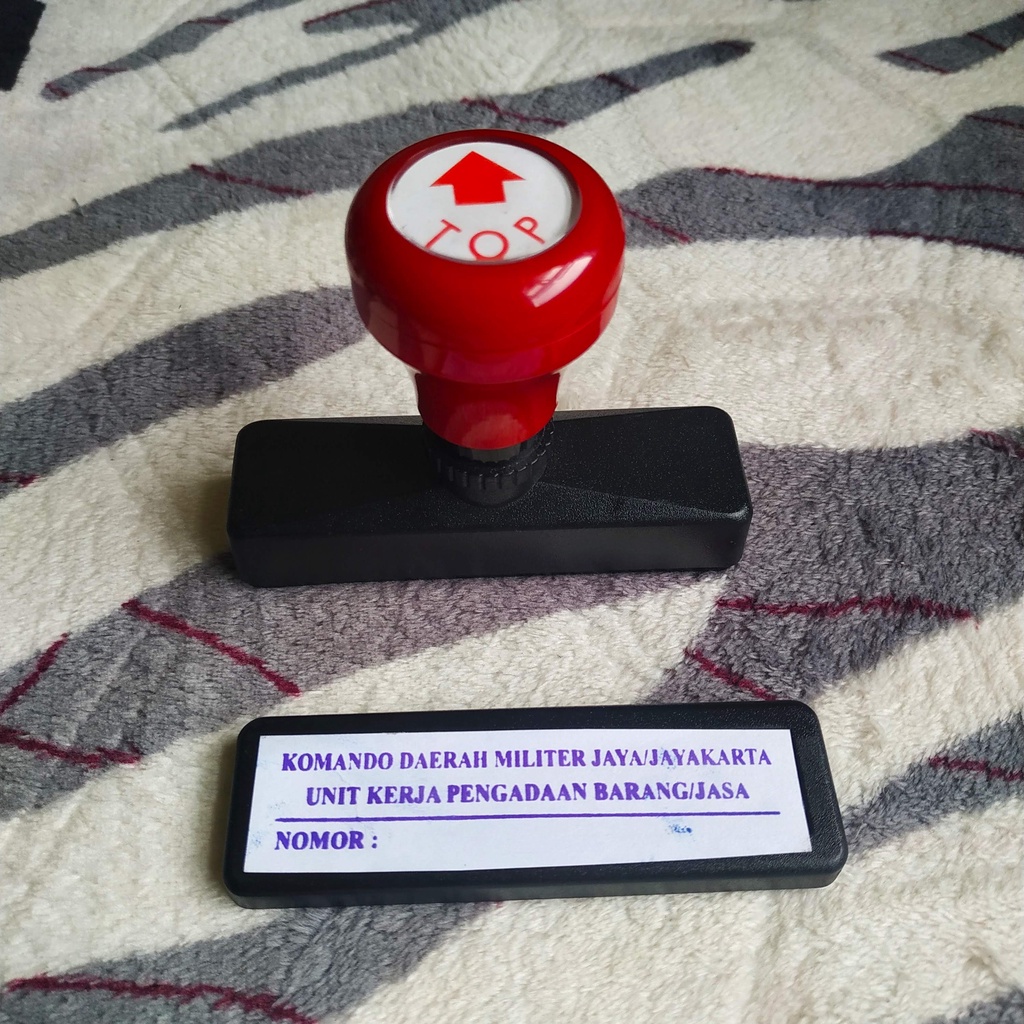 TOP
KOMANDO DAERAH MILITER JAYA/JAYAKARTA
UNIT KERJA PENGADAAN BARANG/JASA
NOMOR :